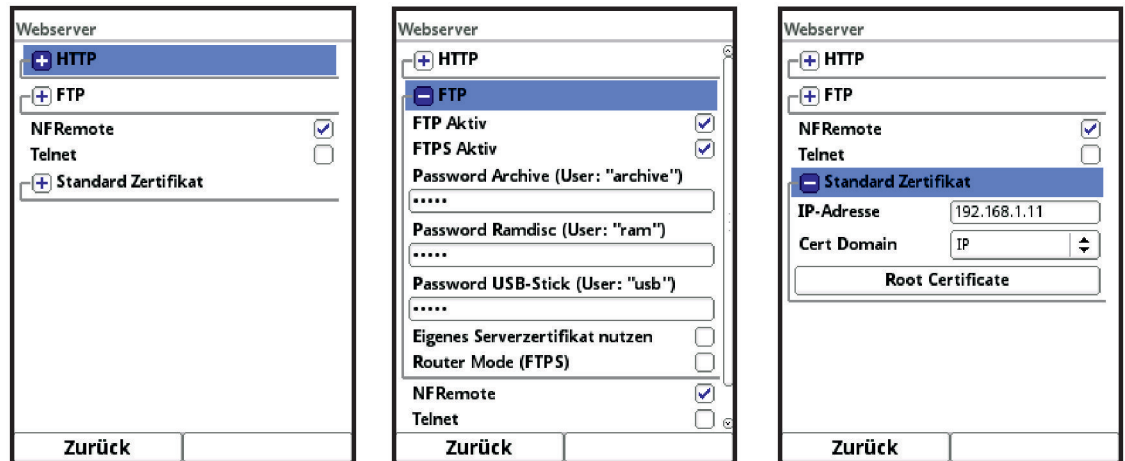 Webserver
HTTP
FTP
NFRemote
Telnet
Standard Zertifikat
Zurück
Webserver
HTTP
FTP
FTP Aktiv
FTPS Aktiv
Password Archive (User: "archive")
•••••
Password Ramdisc (User: "ram")
•••••
Password USB-Stick (User: "usb")
•••••
Eigenes Serverzertifikat nutzen
Router Mode (FTPS)
NFRemote
Telnet
Zurück
Webserver
HTTP
FTP
NFRemote
Telnet
Standard Zertifikat
IP-Adresse 192.168.1.11
Cert Domain IP
Root Certificate
Zurück